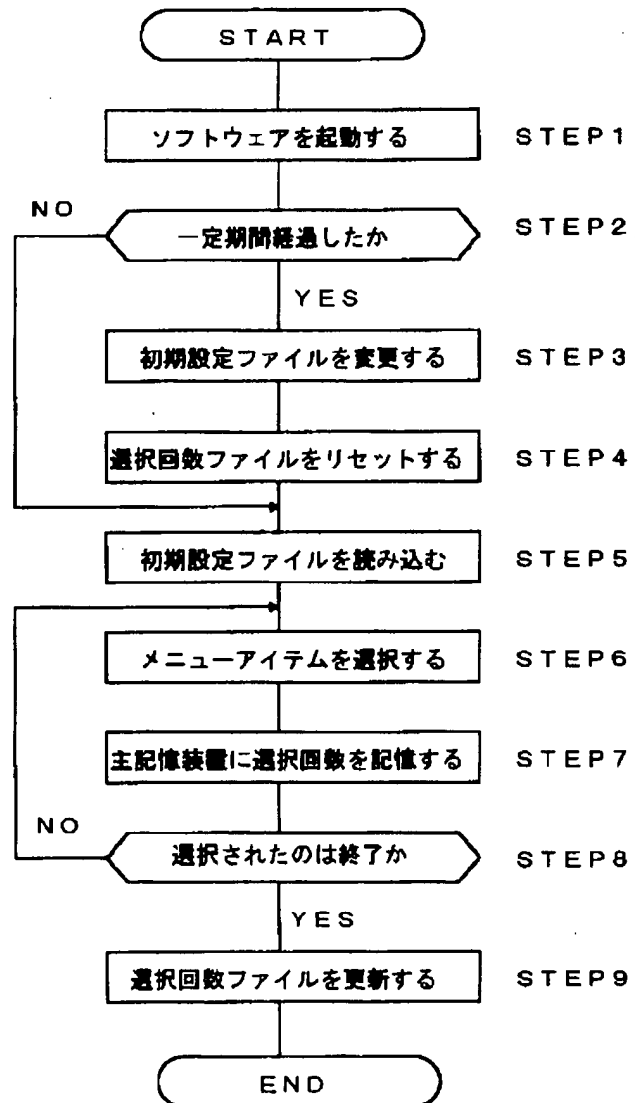 START
ソフトウェアを起動する STEP1
NO
一定期間経過したか STEP2
YES
初期設定ファイルを変更する STEP3
選択回数ファイルをリセットする STEP4
初期設定ファイルを読み込む STEP5
メニューアイテムを選択する STEP6
主記憶装置に選択回数を記憶する STEP7
NO
選択されたのは終了か STEP8
YES
選択回数ファイルを更新する STEP9
END